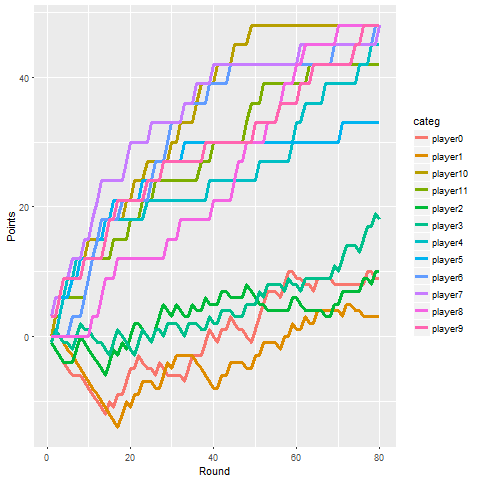 40
20
0
Points
0
20
40
60
80
Round
categ
player0
player1
player10
player11
player2
player3
player4
player5
player6
player7
player8
player9